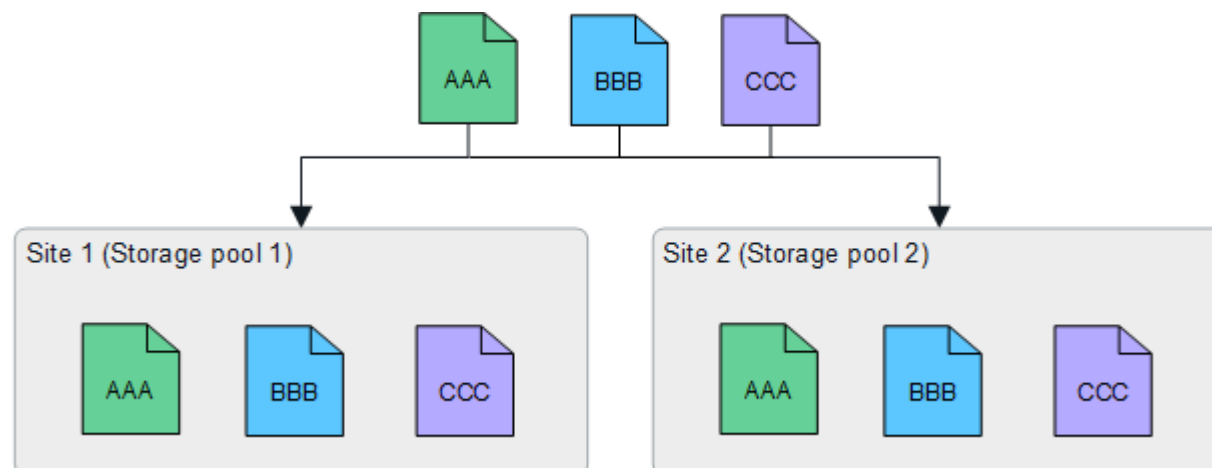 AAA
BBB
CCC
Site 1 (Storage pool 1)
AAA
BBB
CCC
Site 2 (Storage pool 2)
AAA
BBB
CCC